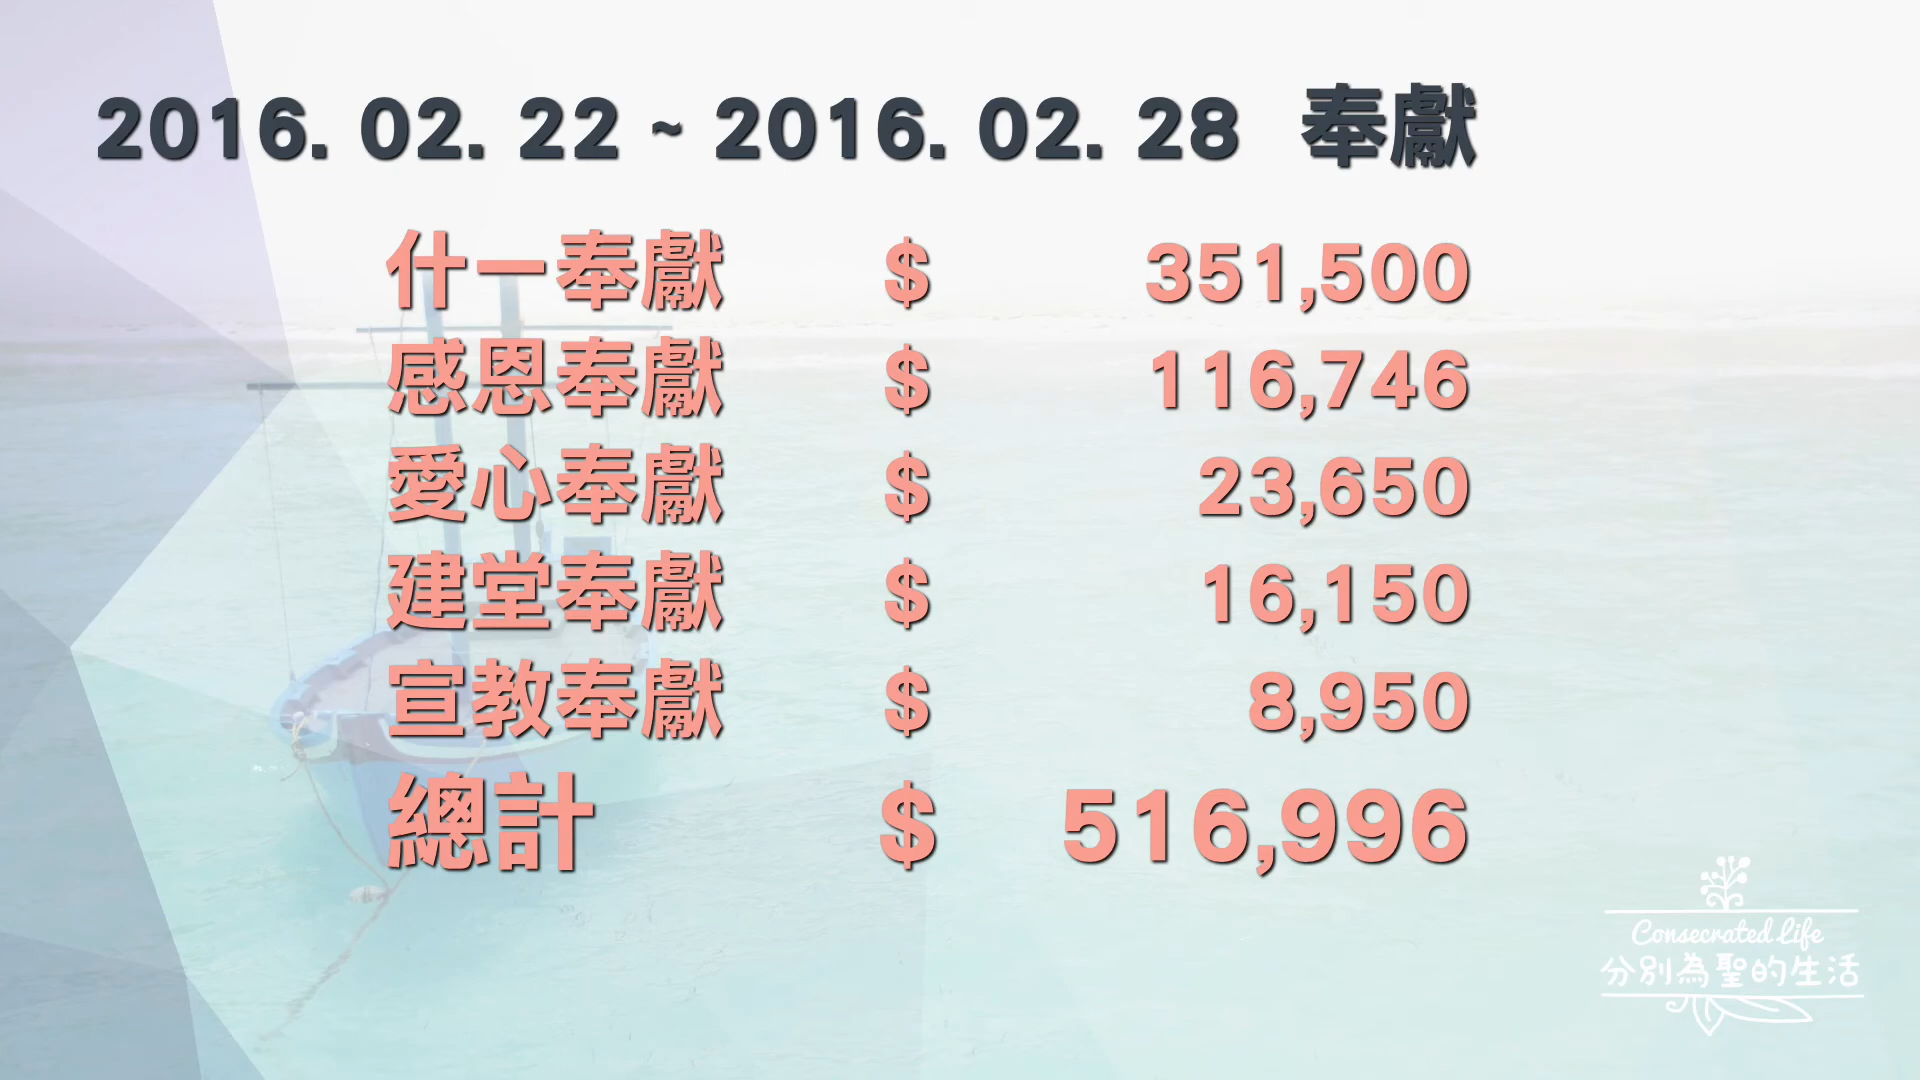 2016. 02. 22 ~ 2016. 02. 28 奉獻
什一奉獻 $ 351,500
感恩奉獻 $ 116,746
愛心奉獻 $ 23,650
建堂奉獻 $ 16,150
宣教奉獻 $ 8,950
總計 $ 516,996
Consecrated Life
分別為聖的生活